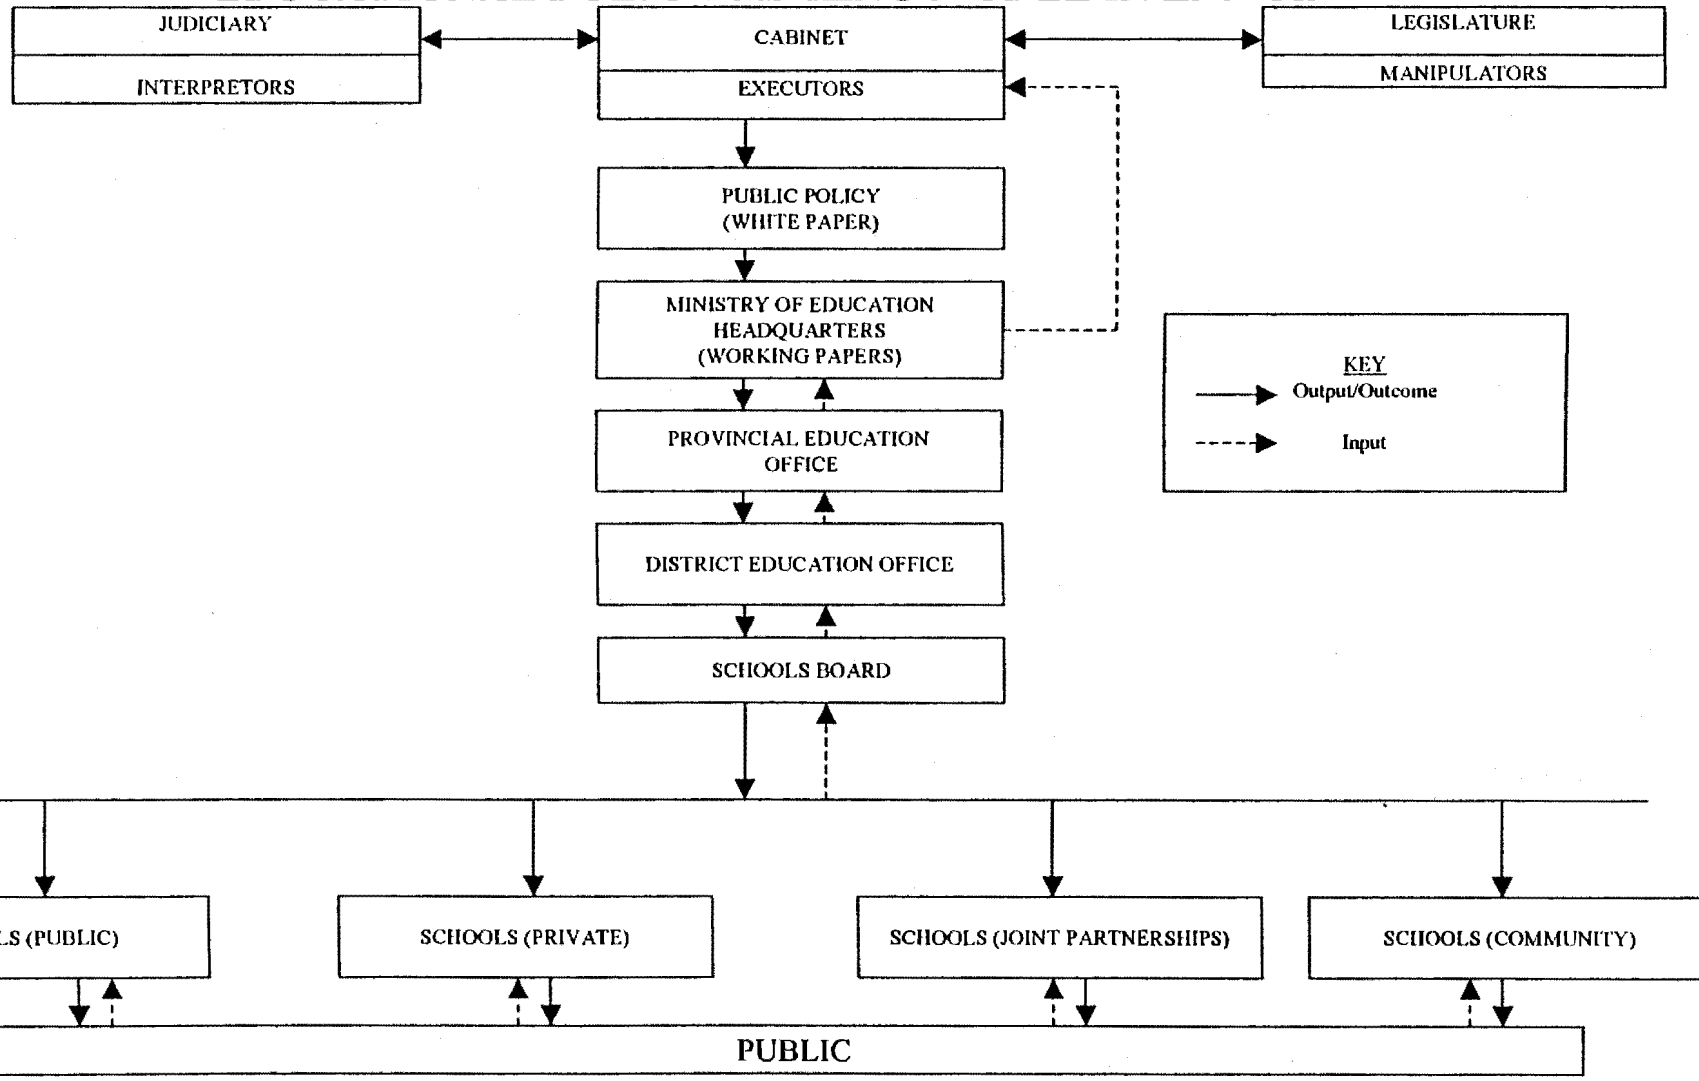 JUDICIARY
INTERPRETORS
CABINET
EXECUTORS
LEGISLATURE
MANIPULATORS
PUBLIC POLICY
(WHITE PAPER)
MINISTRY OF EDUCATION
HEADQUARTERS
(WORKING PAPERS)
KEY
Output/Outcome
Input
PROVINCIAL EDUCATION
OFFICE
DISTRICT EDUCATION OFFICE
SCHOOLS BOARD
LS (PUBLIC)
SCHOOLS (PRIVATE)
SCHOOLS (JOINT PARTNERSHIPS)
SCHOOLS (COMMUNITY)
PUBLIC